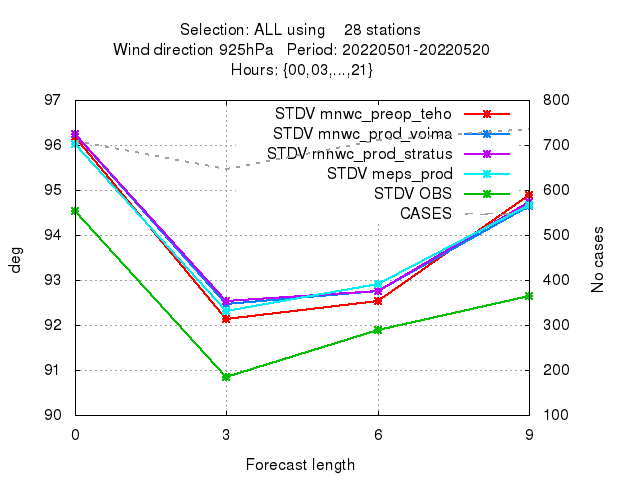 Selection: ALL using 28 stations
Wind direction 925hPa Period: 20220501-20220520
Hours: {00,03,...,21}
STDV mnwc_preop_teho
STDV mnwc_prod_voima
STDV mnwc_prod_stratus
STDV meps_prod
STDV OBS
CASES
97
96
95
94
93
92
91
90
800
700
600
500
400
300
200
100
deg
No cases
0 3 6 9
Forecast length